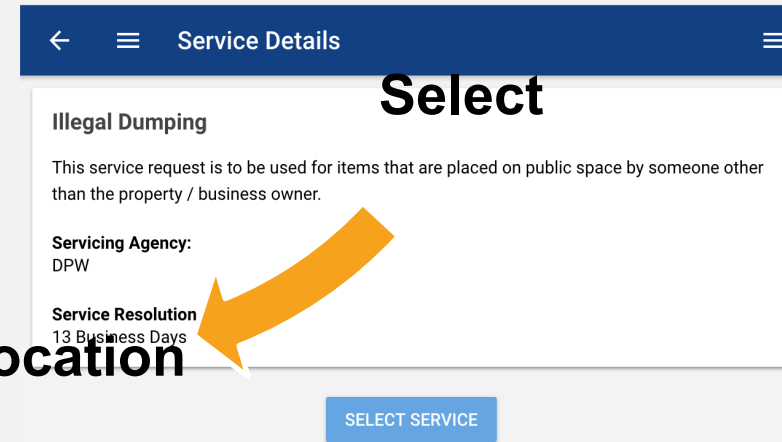 Service Details
Select
Illegal Dumping
This service request is to be used for items that are placed on public space by someone other
than the property / business owner.
Servicing Agency:
DPW
Service Resolution
13 Business Days
ocation
SELECT SERVICE